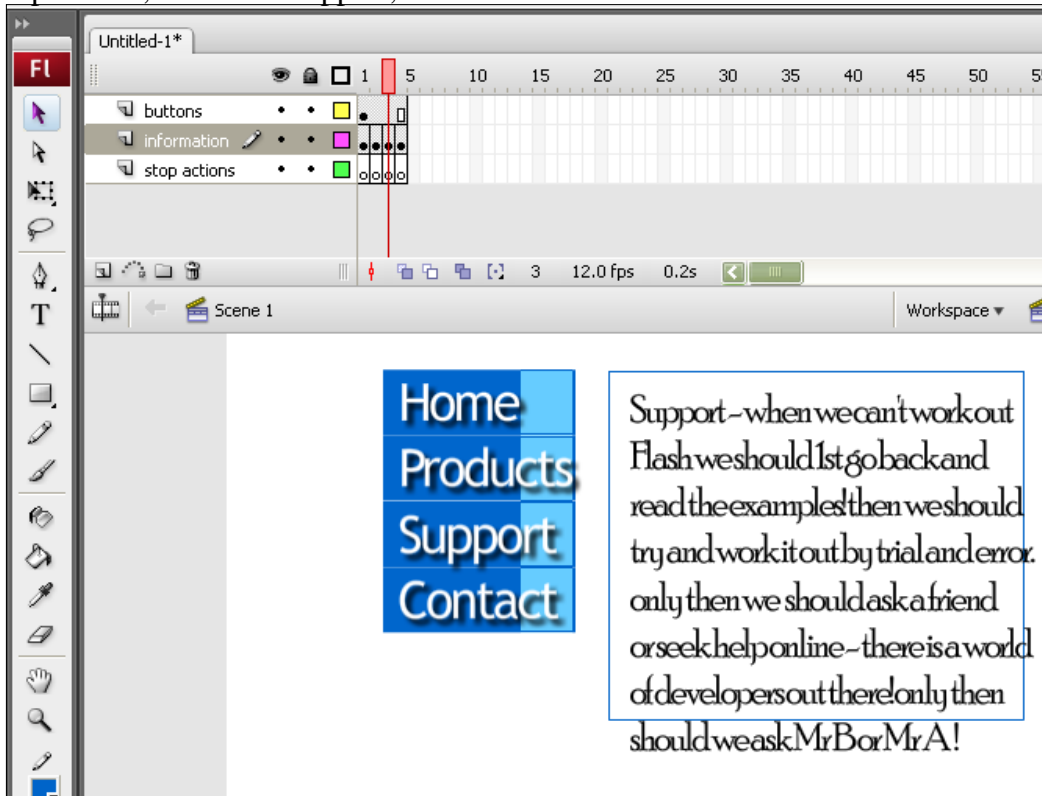 Untitled-1*
Fl
1 5 10 15 20 25 30 35 40 45 50
buttons
information
stop actions
3 12.0 fps 0.2s
Scene 1
Workspace
Home
Products
Support
Contact
Support~when we can't work out
Flash we should 1st go back and
read the examples! then we should
try and work it out by trial and error.
only then we should ask a friend
or seek help online~there is a world
of developers out there! only then
should we ask Mr B or Mr A!